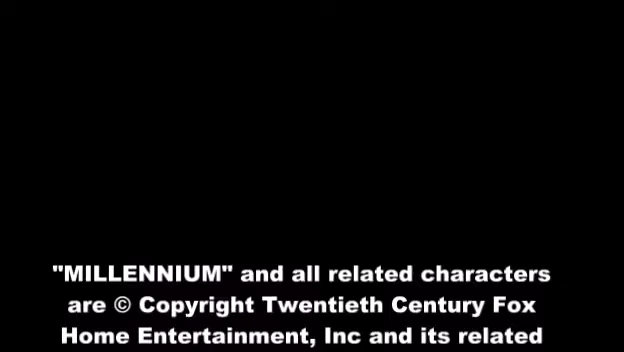 "MILLENNIUM" and all related characters
are © Copyright Twentieth Century Fox
Home Entertainment, Inc and its related